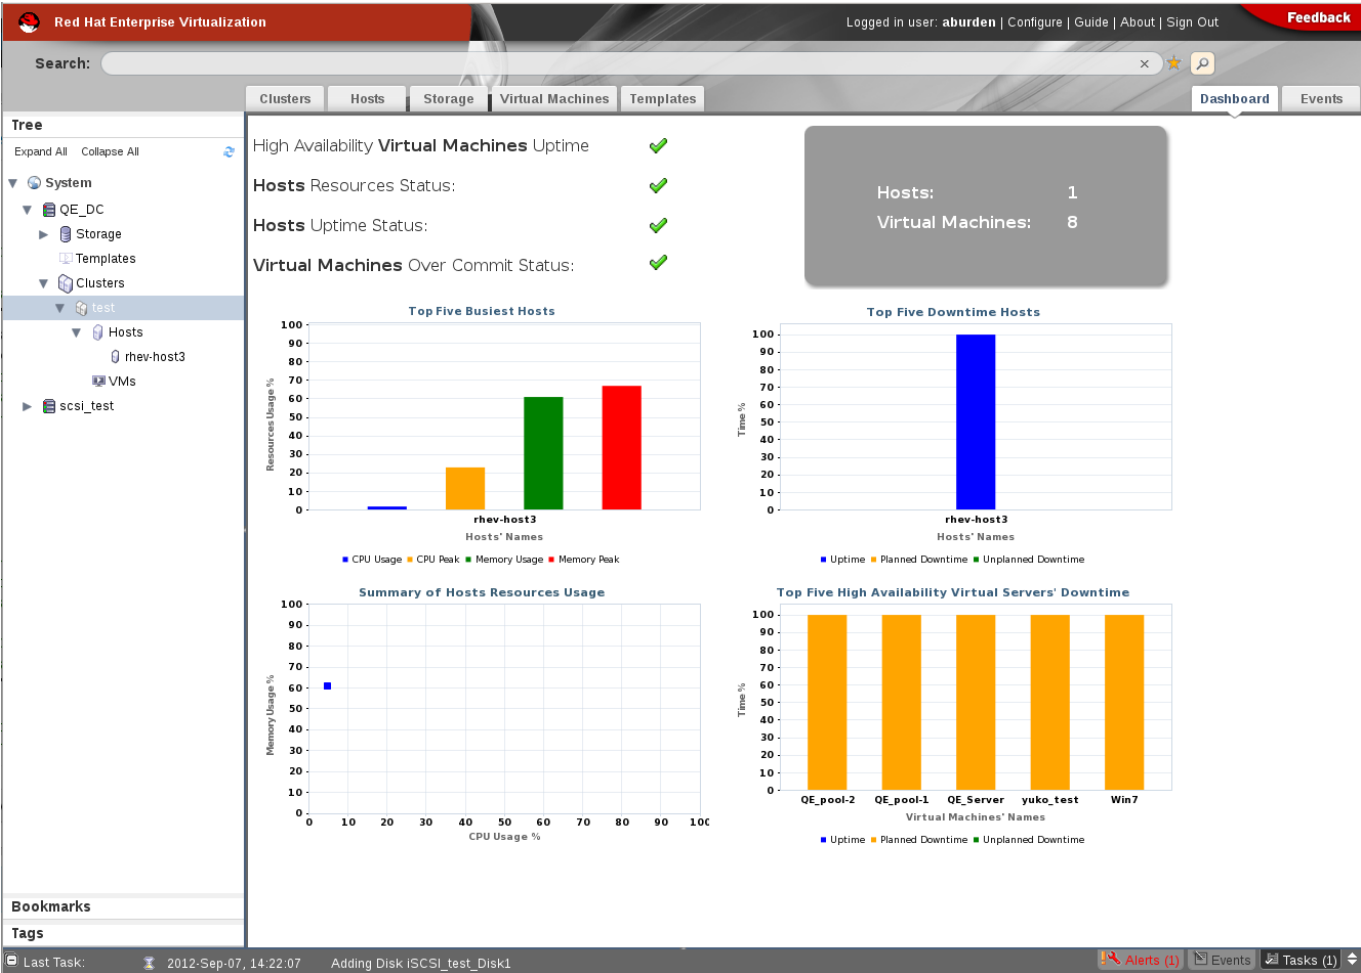 Red Hat Enterprise Virtualization
Logged in user: aburden | Configure | Guide | About | Sign Out
Feedback
Search:
Clusters
Hosts
Storage
Virtual Machines
Templates
Dashboard
Events
Tree
Expand All Collapse All
System
QE_DC
Storage
Templates
Clusters
test
Hosts
rhev-host3
VMs
scsi_test
Bookmarks
Tags
High Availability Virtual Machines Uptime
Hosts Resources Status:
Hosts Uptime Status:
Virtual Machines Over Commit Status:
Hosts: 1
Virtual Machines: 8
Top Five Busiest Hosts
100
90
80
70
60
50
40
30
20
10
0
Resources Usage %
rhev-host3
Hosts' Names
CPU Usage CPU Peak Memory Usage Memory Peak
Top Five Downtime Hosts
100
90
80
70
60
50
40
30
20
10
0
Time %
rhev-host3
Hosts' Names
Uptime Planned Downtime Unplanned Downtime
Summary of Hosts Resources Usage
100
90
80
70
60
50
40
30
20
10
0
Memory Usage %
0 10 20 30 40 50 60 70 80 90 100
CPU Usage %
Top Five High Availability Virtual Servers' Downtime
100
90
80
70
60
50
40
30
20
10
0
Time %
QE_pool-2 QE_pool-1 QE_Server yuko_test Win7
Virtual Machines' Names
Uptime Planned Downtime Unplanned Downtime
Last Task: 2012-Sep-07, 14:22:07 Adding Disk iSCSI_test_Disk1
Alerts (1)
Events
Tasks (1)